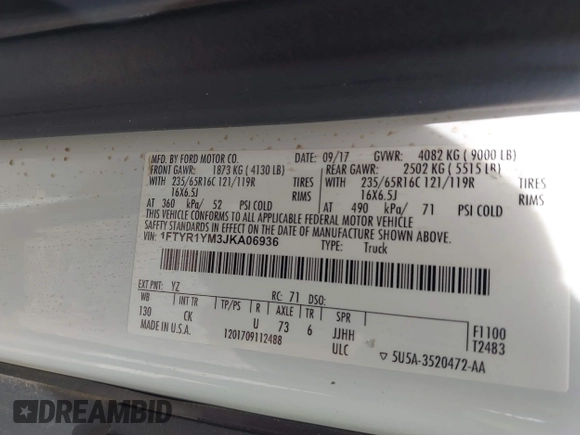 MFD. BY FORD MOTOR CO. 09/17 GVWR: 4082 KG ( 9000 LB)
FRONT GAWR: 1873 KG ( 4130 LB) REAR GAWR: 2502 KG ( 5515 LB)
235/65R16C 121/119R TIRES 235/65R16C 121/119R TIRES
16X6.5J RIMS 16X6.5J RIMS
AT 360 kPa/ 52 PSI COLD AT 490 kPa/ 71 PSI COLD
THIS VEHICLE CONFORMS TO ALL APPLICABLE FEDERAL MOTOR VEHICLE
SAFETY STANDARDS IN EFFECT ON THE DATE OF MANUFACTURE SHOWN ABOVE.
VIN: 1FTYR1YM3JKA06936 TYPE: Truck
EXT PNT: YZ RC: 71 DSO:
WB INT TR TP/PS R AXLE TR SPR F1100
130 CK U 73 6 JJHH T2483
MADE IN U.S.A. 1201709112488 ULC
5U5A-3520472-AA
DREAMBID